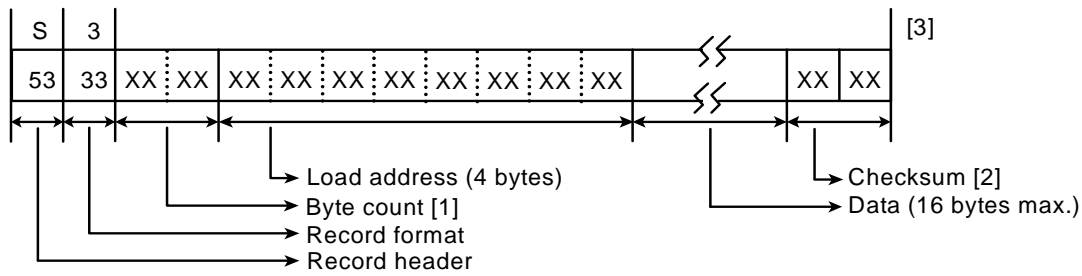 S 3 [3]
53 33 XX XX XX XX XX XX XX XX XX XX XX XX
Load address (4 bytes) Checksum [2]
Byte count [1] Data (16 bytes max.)
Record format
Record header